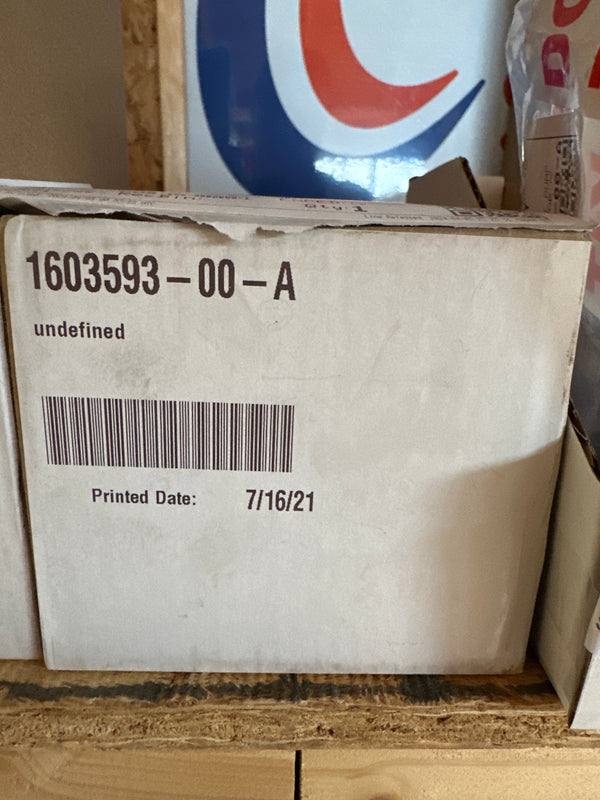 1603593-00-A
undefined
Printed Date: 7/16/21